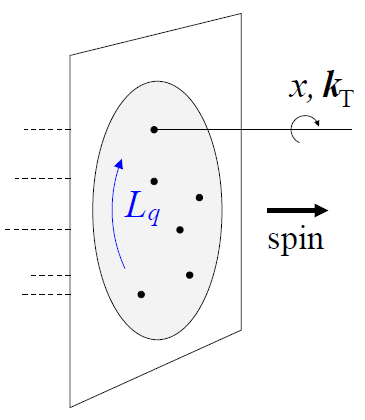 x, kT
Lq
spin